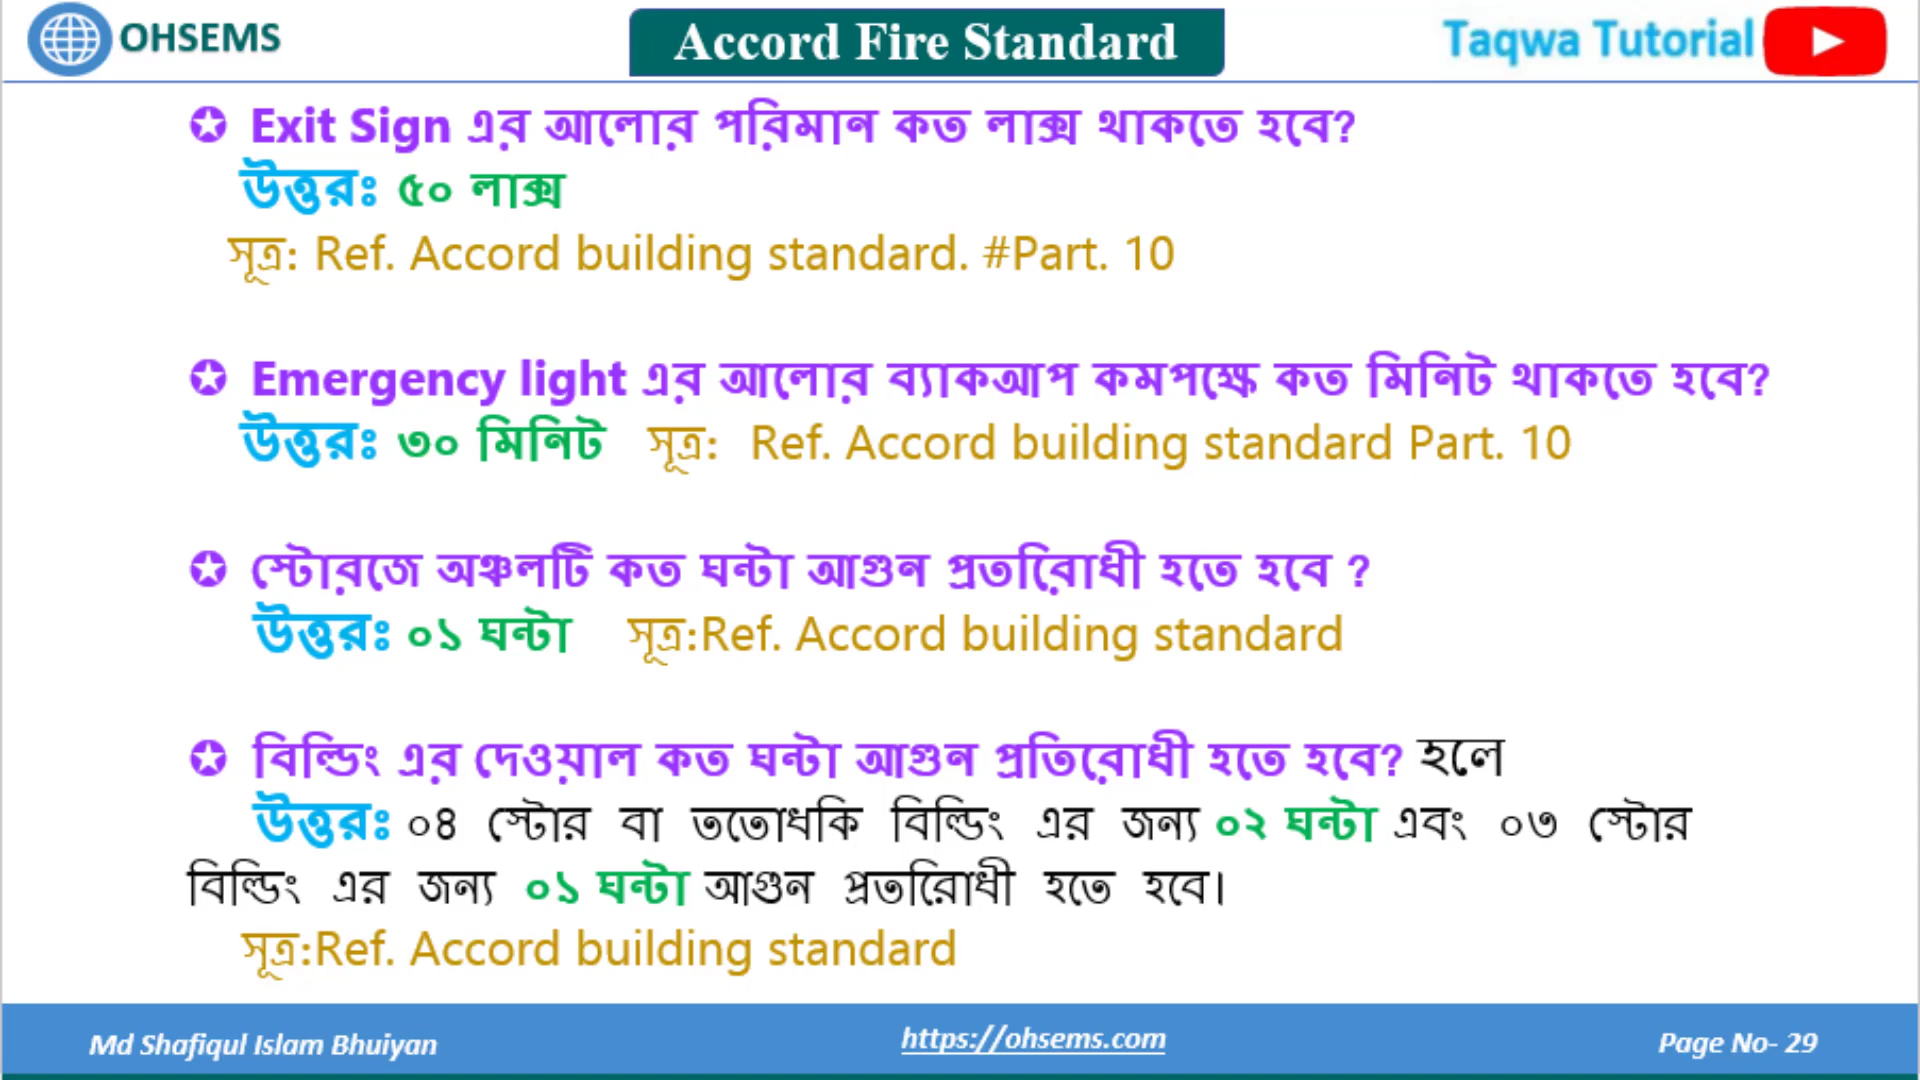 OHSEMS
Accord Fire Standard
Taqwa Tutorial
✪ Exit Sign এর আলোর পরিমান কত লাক্স থাকতে হবে?
উত্তরঃ ৫০ লাক্স
সূত্র: Ref. Accord building standard. #Part. 10
✪ Emergency light এর আলোর ব্যাকআপ কমপক্ষে কত মিনিট থাকতে হবে?
উত্তরঃ ৩০ মিনিট সূত্র: Ref. Accord building standard Part. 10
✪ স্টোরজে অঞ্চলটি কত ঘন্টা আগুন প্রতিরোধী হতে হবে ?
উত্তরঃ ০১ ঘন্টা সূত্র:Ref. Accord building standard
✪ বিল্ডিং এর দেওয়াল কত ঘন্টা আগুন প্রতিরোধী হতে হবে? হলে
উত্তরঃ ০৪ স্টোর বা ততোধকি বিল্ডিং এর জন্য ০২ ঘন্টা এবং ০৩ স্টোর
বিল্ডিং এর জন্য ০১ ঘন্টা আগুন প্রতিরোধী হতে হবে।
সূত্র:Ref. Accord building standard
Md Shafiqul Islam Bhuiyan
https://ohsems.com
Page No- 29